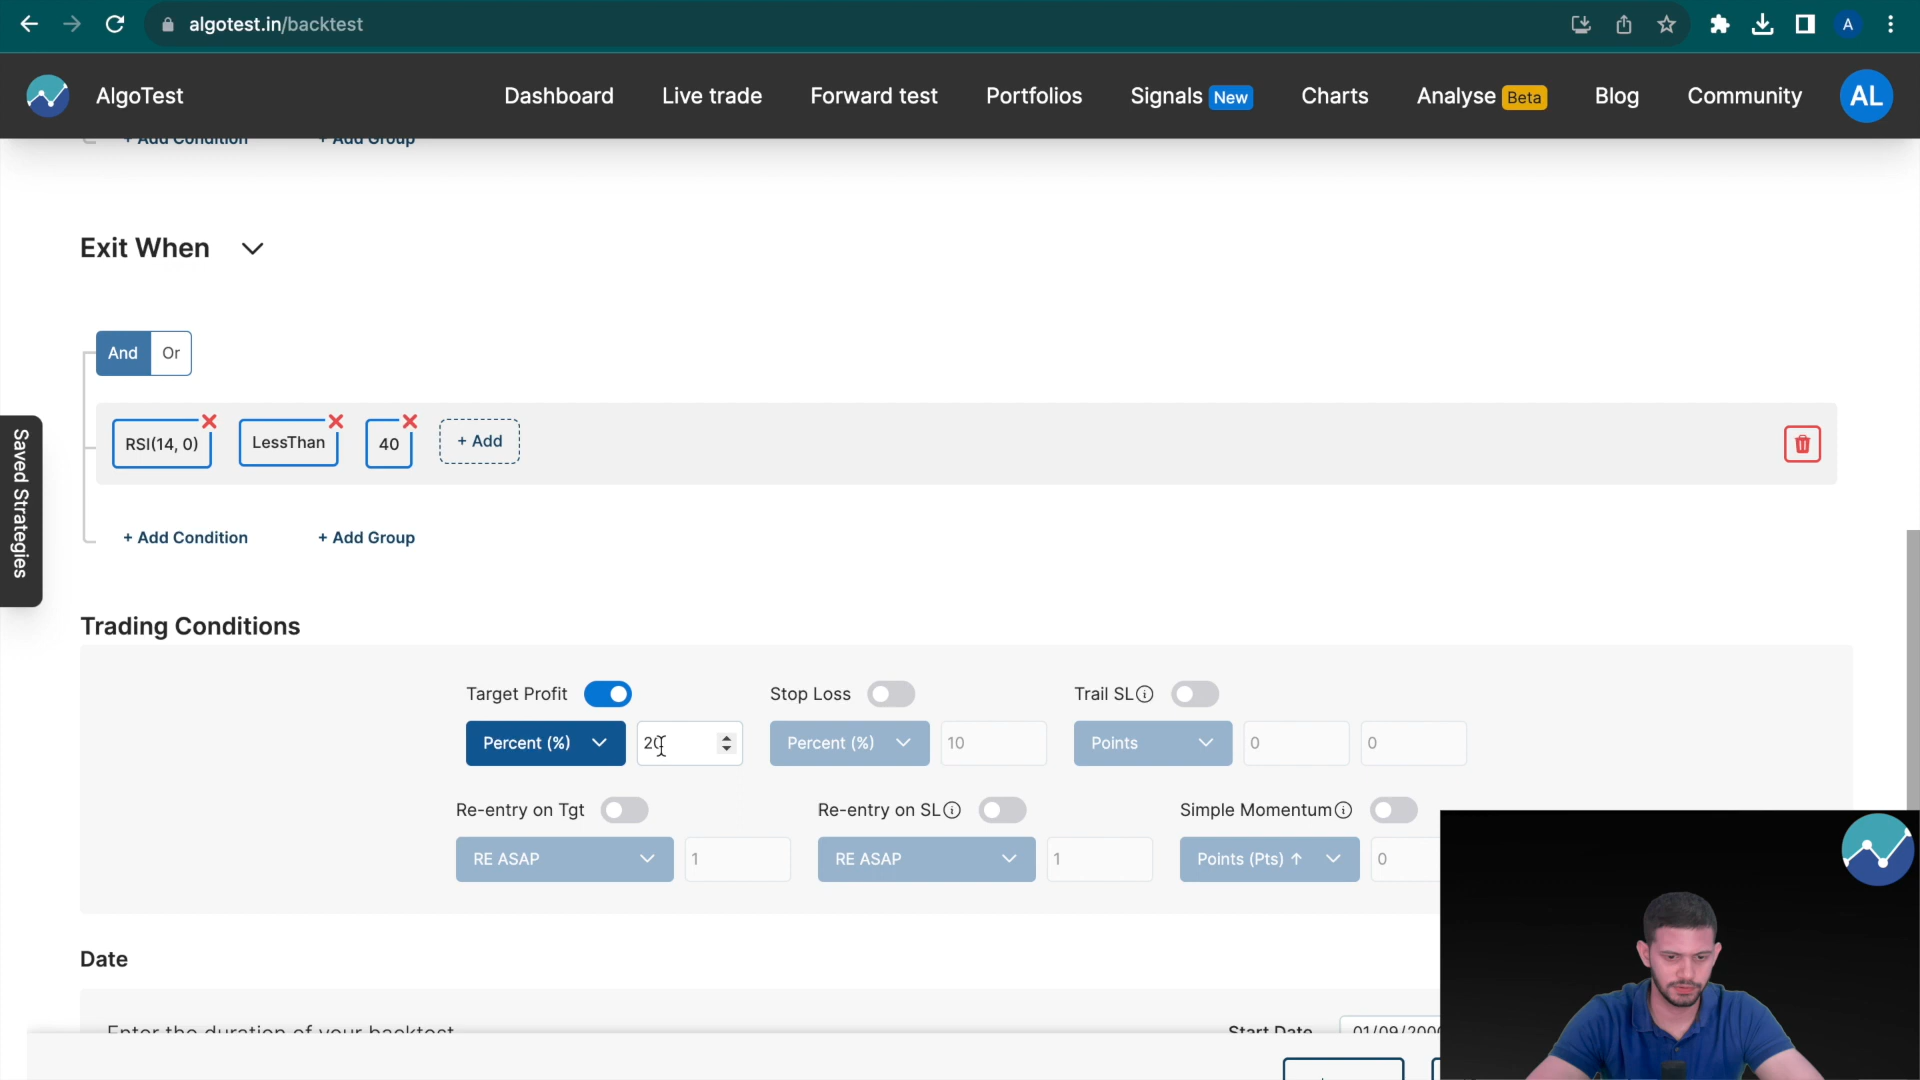 algotest.in/backtest
A
AlgoTest
Dashboard
Live trade
Forward test
Portfolios
Signals New
Charts
Analyse Beta
Blog
Community
AL
+ Add Condition + Add Group
Exit When
And Or
RSI(14, 0) LessThan 40 + Add
+ Add Condition + Add Group
Saved Strategies
Trading Conditions
Target Profit Stop Loss Trail SL
Percent (%) 20 Percent (%) 10 Points 0 0
Re-entry on Tgt Re-entry on SL Simple Momentum
RE ASAP 1 RE ASAP 1 Points (Pts) ↑ 0
Date
Enter the duration of your backtest Start Date